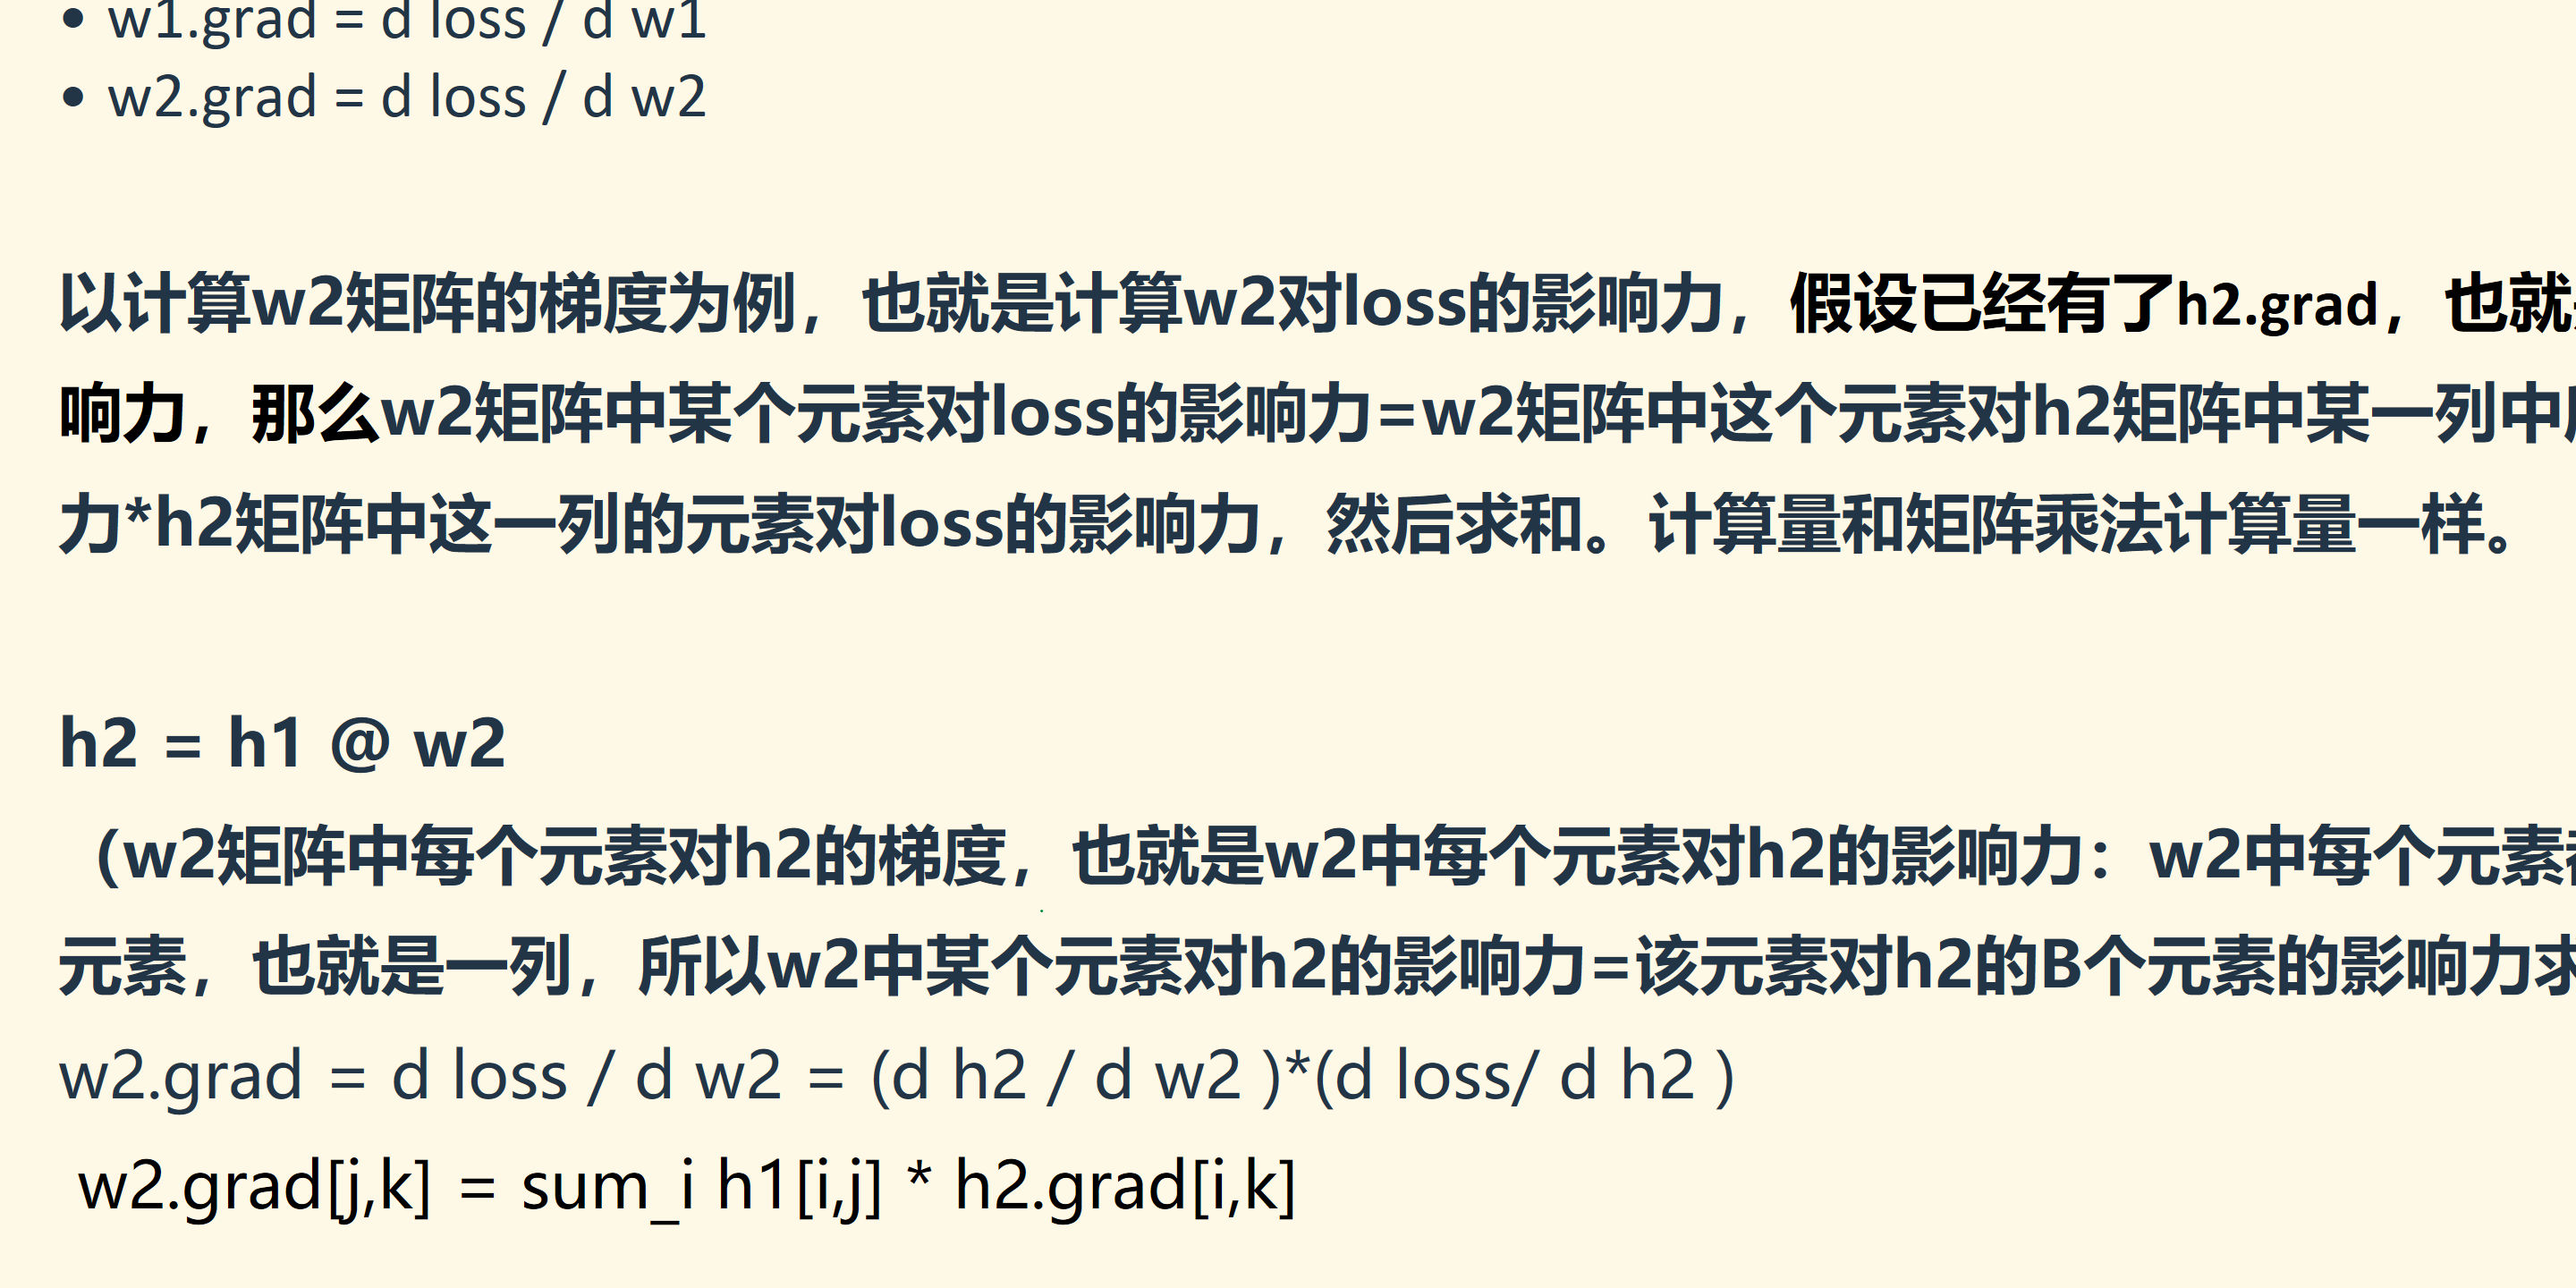 • w1.grad = d loss / d w1
• w2.grad = d loss / d w2
以计算w2矩阵的梯度为例，也就是计算w2对loss的影响力，假设已经有了h2.grad，也就
响力，那么w2矩阵中某个元素对loss的影响力=w2矩阵中这个元素对h2矩阵中某一列中
力*h2矩阵中这一列的元素对loss的影响力，然后求和。计算量和矩阵乘法计算量一样。
h2 = h1 @ w2
（w2矩阵中每个元素对h2的梯度，也就是w2中每个元素对h2的影响力：w2中每个元素
元素，也就是一列，所以w2中某个元素对h2的影响力=该元素对h2的B个元素的影响力求
w2.grad = d loss / d w2 = (d h2 / d w2 )*(d loss/ d h2 )
w2.grad[j,k] = sum_i h1[i,j] * h2.grad[i,k]